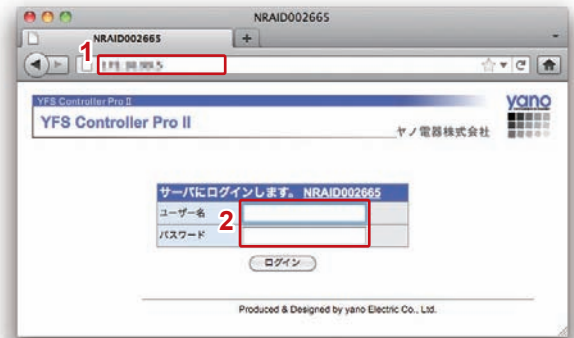 NRAID002665
NRAID002665
1
YFS Controller Pro II
YFS Controller Pro II
yano
ヤノ電器株式会社
サーバにログインします。 NRAID002665
ユーザー名
2
パスワード
ログイン
Produced & Designed by yano Electric Co., Ltd.